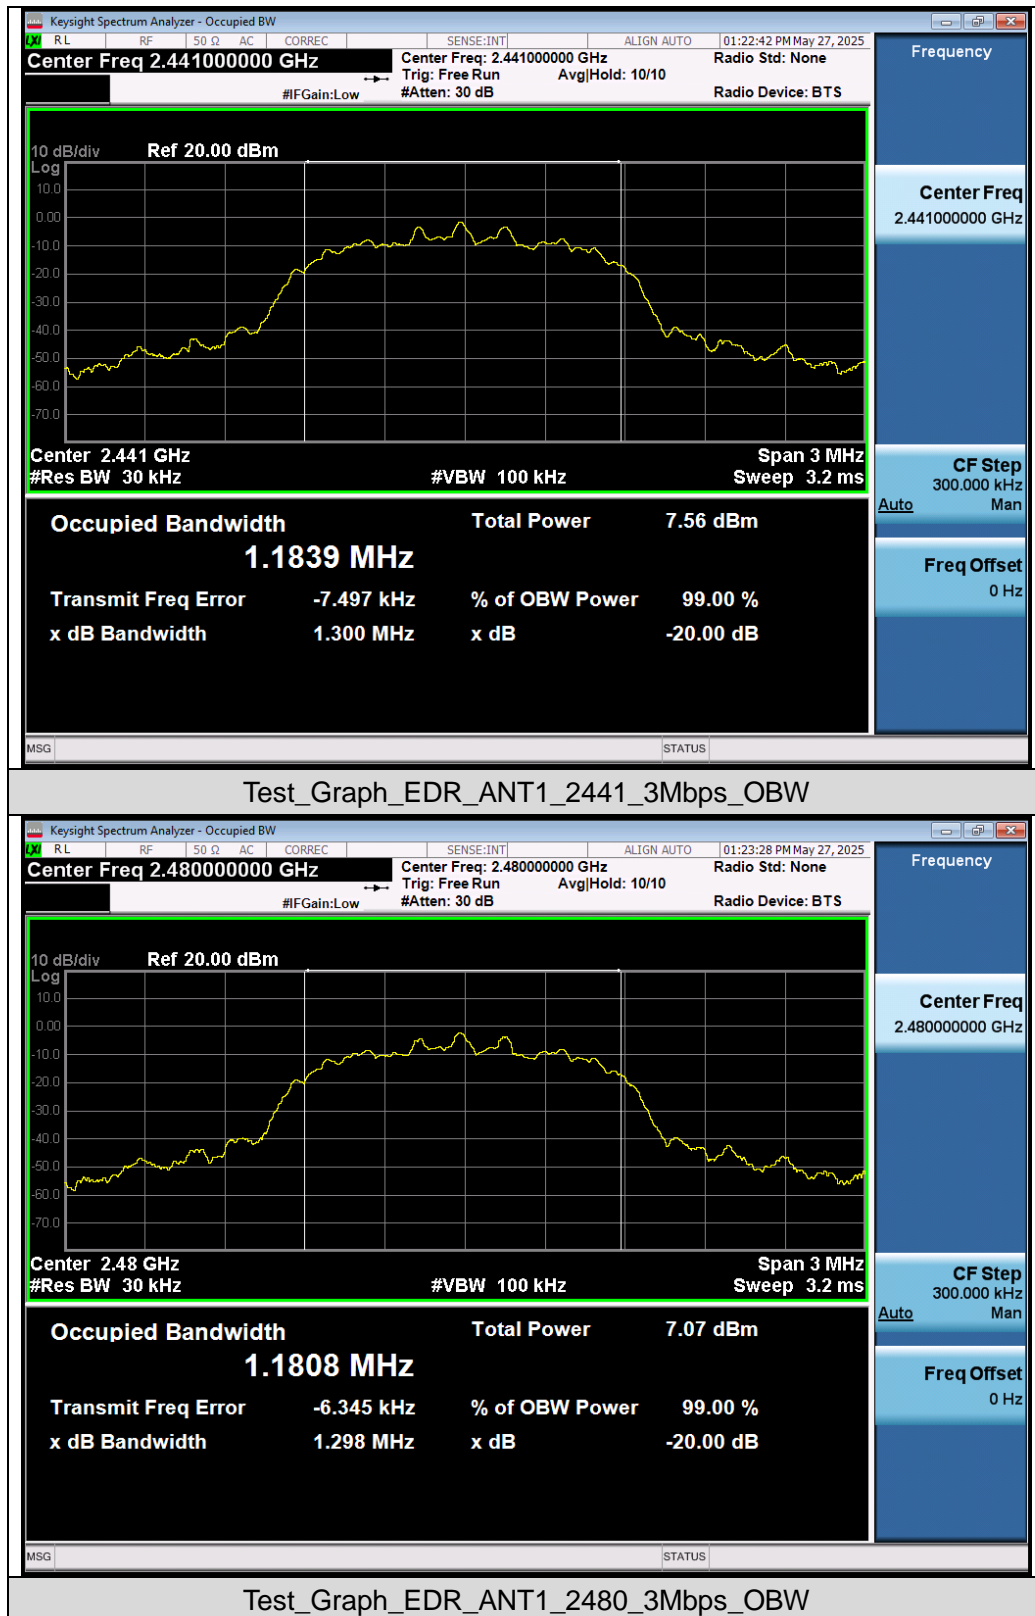 Keysight Spectrum Analyzer - Occupied BW
LXI RL RF 50 Ω AC CORREC SENSE:INT ALIGN AUTO 01:22:42 PM May 27, 2025
Center Freq 2.441000000 GHz
Center Freq: 2.441000000 GHz
Radio Std: None
Trig: Free Run Avg|Hold: 10/10
#IFGain:Low
#Atten: 30 dB
Radio Device: BTS
Frequency
10 dB/div Ref 20.00 dBm
Log
10.0
0.00
-10.0
-20.0
-30.0
-40.0
-50.0
-60.0
-70.0
Center 2.441 GHz Span 3 MHz
#Res BW 30 kHz #VBW 100 kHz Sweep 3.2 ms
Center Freq
2.441000000 GHz
CF Step
300.000 kHz
Auto Man
Freq Offset
0 Hz
Occupied Bandwidth Total Power 7.56 dBm
1.1839 MHz
Transmit Freq Error -7.497 kHz % of OBW Power 99.00 %
x dB Bandwidth 1.300 MHz x dB -20.00 dB
MSG STATUS
Test_Graph_EDR_ANT1_2441_3Mbps_OBW
Keysight Spectrum Analyzer - Occupied BW
LXI RL RF 50 Ω AC CORREC SENSE:INT ALIGN AUTO 01:23:28 PM May 27, 2025
Center Freq 2.480000000 GHz
Center Freq: 2.480000000 GHz
Radio Std: None
Trig: Free Run Avg|Hold: 10/10
#IFGain:Low
#Atten: 30 dB
Radio Device: BTS
Frequency
10 dB/div Ref 20.00 dBm
Log
10.0
0.00
-10.0
-20.0
-30.0
-40.0
-50.0
-60.0
-70.0
Center 2.48 GHz Span 3 MHz
#Res BW 30 kHz #VBW 100 kHz Sweep 3.2 ms
Center Freq
2.480000000 GHz
CF Step
300.000 kHz
Auto Man
Freq Offset
0 Hz
Occupied Bandwidth Total Power 7.07 dBm
1.1808 MHz
Transmit Freq Error -6.345 kHz % of OBW Power 99.00 %
x dB Bandwidth 1.298 MHz x dB -20.00 dB
MSG STATUS
Test_Graph_EDR_ANT1_2480_3Mbps_OBW